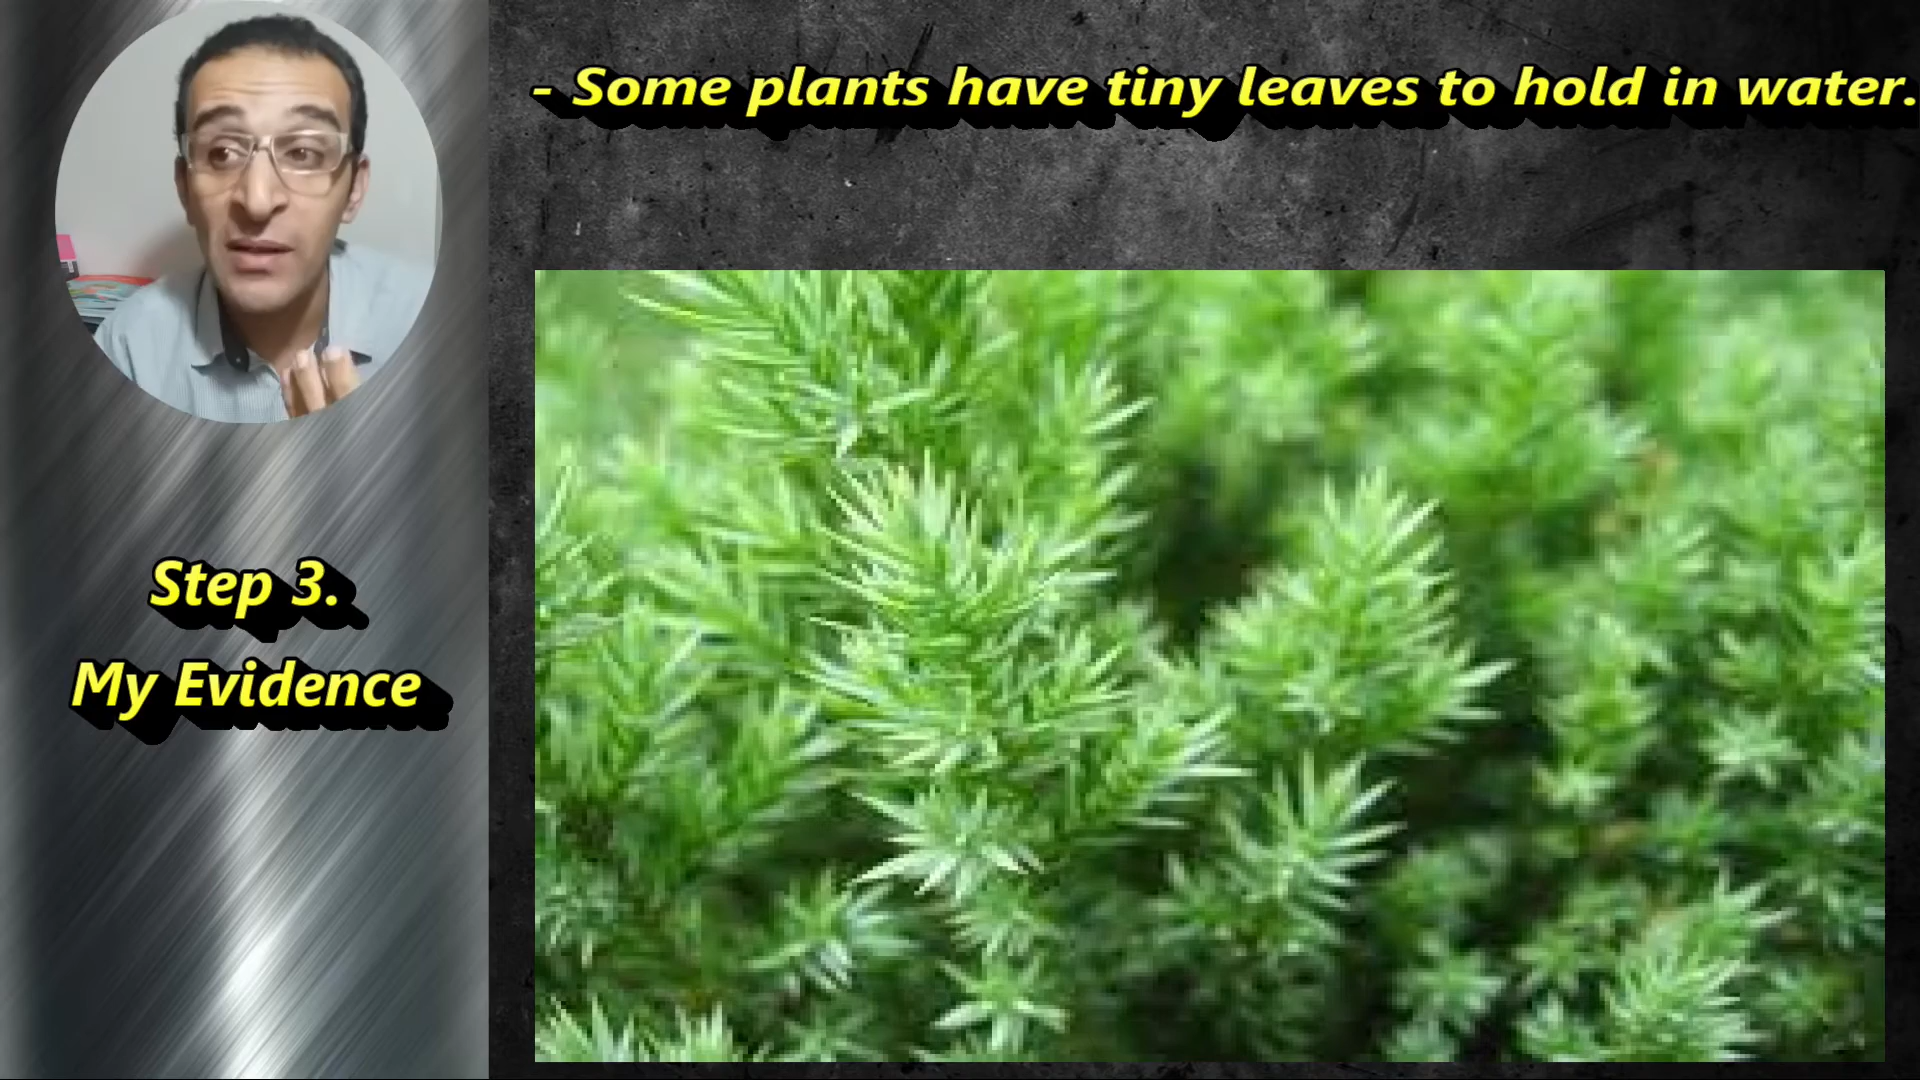 - Some plants have tiny leaves to hold in water.
Step 3.
My Evidence